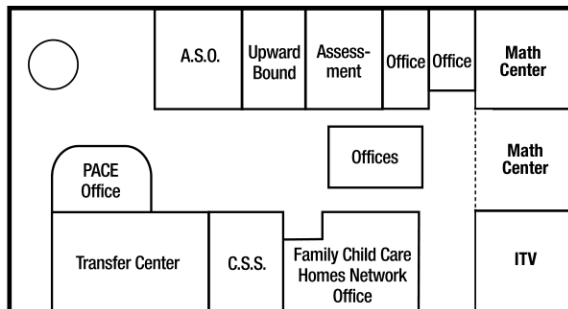 A.S.O.
Upward
Bound
Assess-
ment
Office
Office
Math
Center
PACE
Office
Offices
Math
Center
Transfer Center
C.S.S.
Family Child Care
Homes Network
Office
ITV